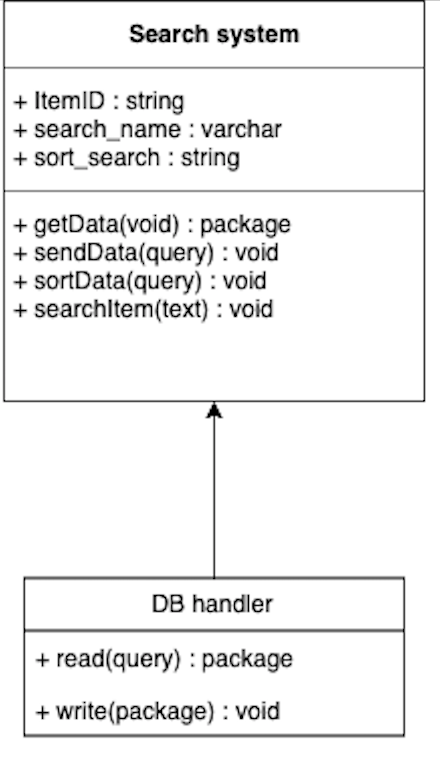 Search system
+ ItemID : string
+ search_name : varchar
+ sort_search : string
+ getData(void) : package
+ sendData(query) : void
+ sortData(query) : void
+ searchItem(text) : void
DB handler
+ read(query) : package
+ write(package) : void